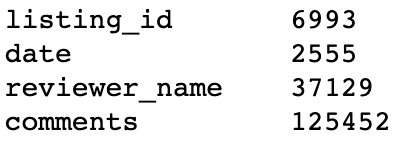 listing_id 6993
date 2555
reviewer_name 37129
comments 125452